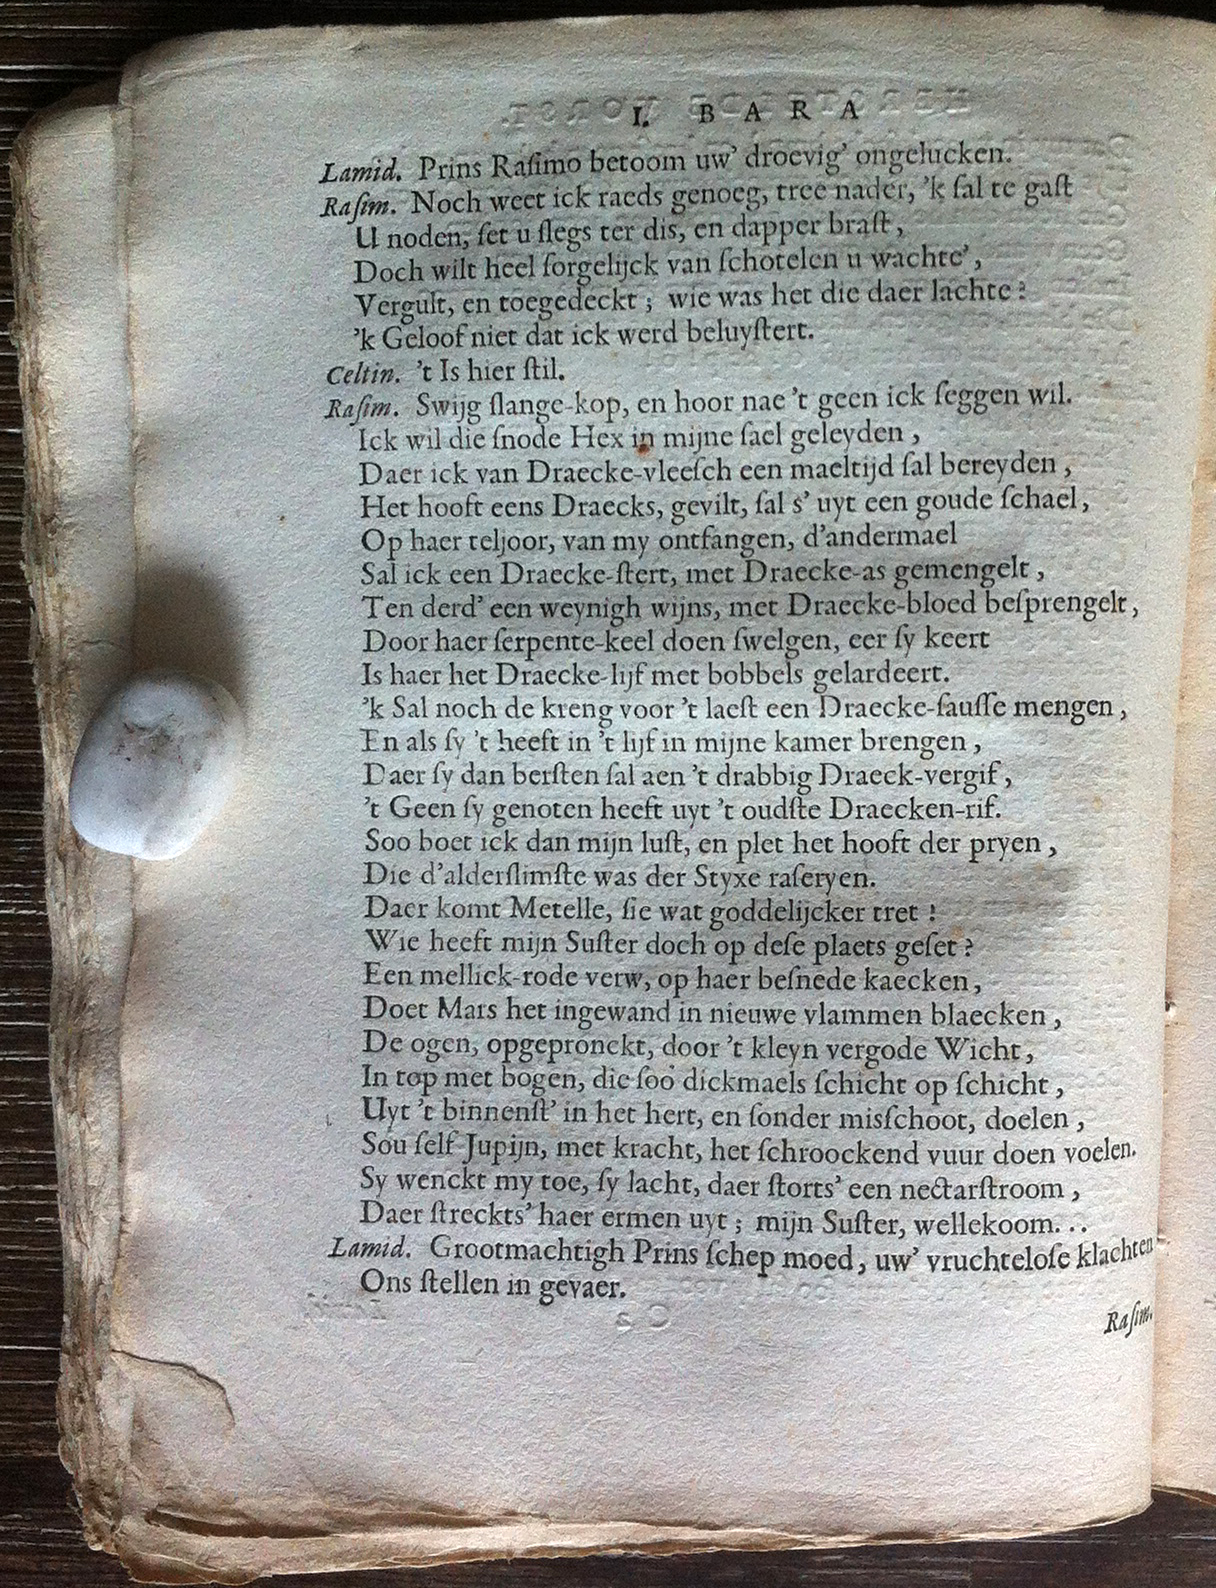 I. BARA
Lamid. Prins Raſimo betoom uw' droevig' ongelucken.
Raſim. Noch weet ick raeds genoeg, tree nader, 'k ſal te gaſt
U noden, ſet u ſlegs ter dis, en dapper braſt,
Doch wilt heel ſorgelijck van ſchotelen u wachte',
Vergult, en toegedeckt; wie was het die daer lachte?
'k Geloof niet dat ick werd beluyſtert.
Celtin. 't Is hier ſtil.
Raſim. Swijg ſlange-kop, en hoor nae 't geen ick ſeggen wil.
Ick wil die ſnode Hex in mijne ſael geleyden,
Daer ick van Draecke-vleeſch een maeltijd ſal bereyden,
Het hooft eens Draecks, gevilt, ſal s' uyt een goude ſchael,
Op haer teljoor, van my ontfangen, d'andermael
Sal ick een Draecke-ſtert, met Draecke-as gemengelt,
Ten derd' een weynigh wijns, met Draecke-bloed beſprengelt,
Door haer ſerpente-keel doen ſwelgen, eer ſy keert
Is haer het Draecke-lijf met bobbels gelardeert.
'k Sal noch de kreng voor 't laeſt een Draecke-ſauſſe mengen,
En als ſy 't heeft in 't lijf in mijne kamer brengen,
Daer ſy dan berſten ſal aen 't drabbig Draeck-vergif,
't Geen ſy genoten heeft uyt 't oudſte Draecken-rif.
Soo boet ick dan mijn luſt, en plet het hooft der pryen,
Die d'alderſlimſte was der Styxe raſeryen.
Daer komt Metelle, ſie wat goddelijcker tret!
Wie heeft mijn Suſter doch op deſe plaets geſet?
Een mellick-rode verw, op haer beſnede kaecken,
Doet Mars het ingewand in nieuwe vlammen blaecken,
De ogen, opgepronckt, door 't kleyn vergode Wicht,
In top met bogen, die ſoo dickmaels ſchicht op ſchicht,
Uyt 't binnenſt' in het hert, en ſonder misſchoot, doelen,
Sou ſelf Jupijn, met kracht, het ſchroockend vuur doen voelen.
Sy wenckt my toe, ſy lacht, daer ſtorts' een nectarſtroom,
Daer ſtreckts' haer ermen uyt; mijn Suſter, wellekoom...
Lamid. Grootmachtigh Prins ſchep moed, uw' vruchteloſe klachten
Ons ſtellen in gevaer.
Raſim.